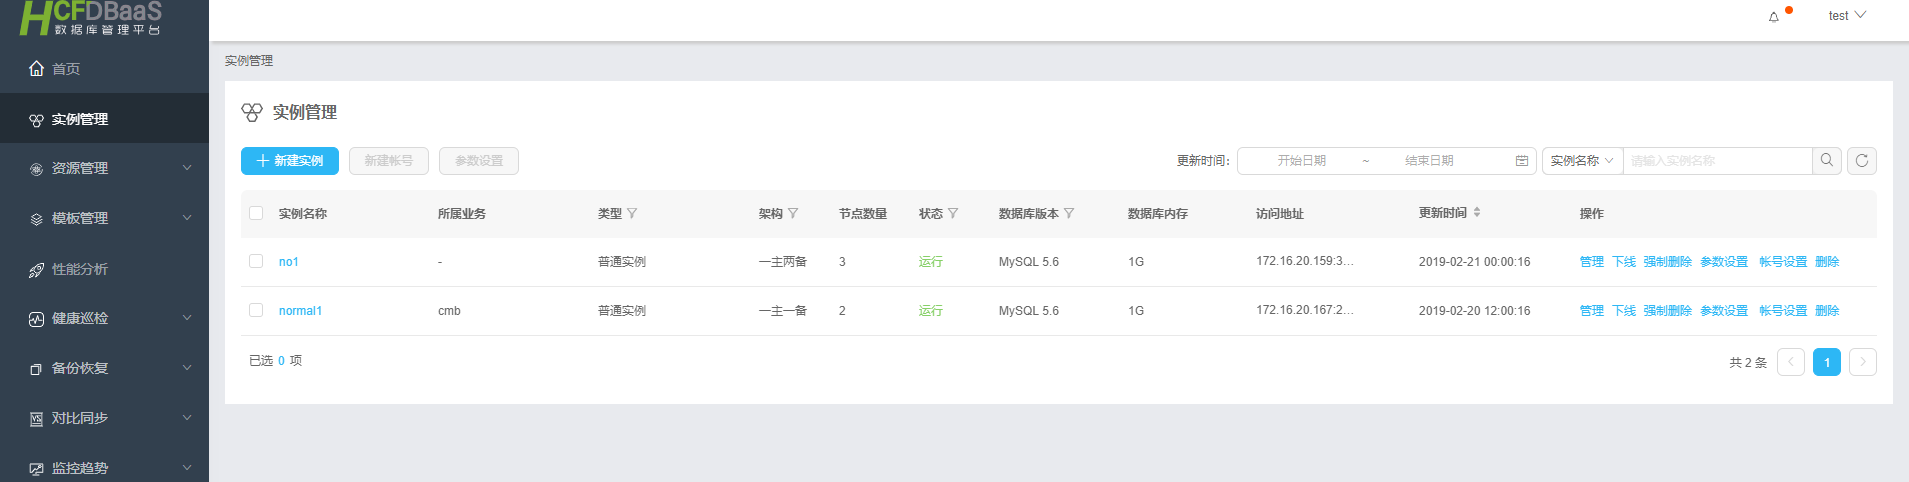 HCFDBaaS
数据库管理平台
test
首页
实例管理
资源管理
模板管理
性能分析
健康巡检
备份恢复
对比同步
监控趋势
实例管理
实例管理
新建实例 新建帐号 参数设置 更新时间: 开始日期 ~ 结束日期 实例名称 请输入实例名称
实例名称 所属业务 类型 架构 节点数量 状态 数据库版本 数据库内存 访问地址 更新时间 操作
no1 - 普通实例 一主两备 3 运行 MySQL 5.6 1G 172.16.20.159:3... 2019-02-21 00:00:16 管理 下线 强制删除 参数设置 帐号设置 删除
normal1 cmb 普通实例 一主一备 2 运行 MySQL 5.6 1G 172.16.20.167:2... 2019-02-20 12:00:16 管理 下线 强制删除 参数设置 帐号设置 删除
已选 0 项 共 2 条 1